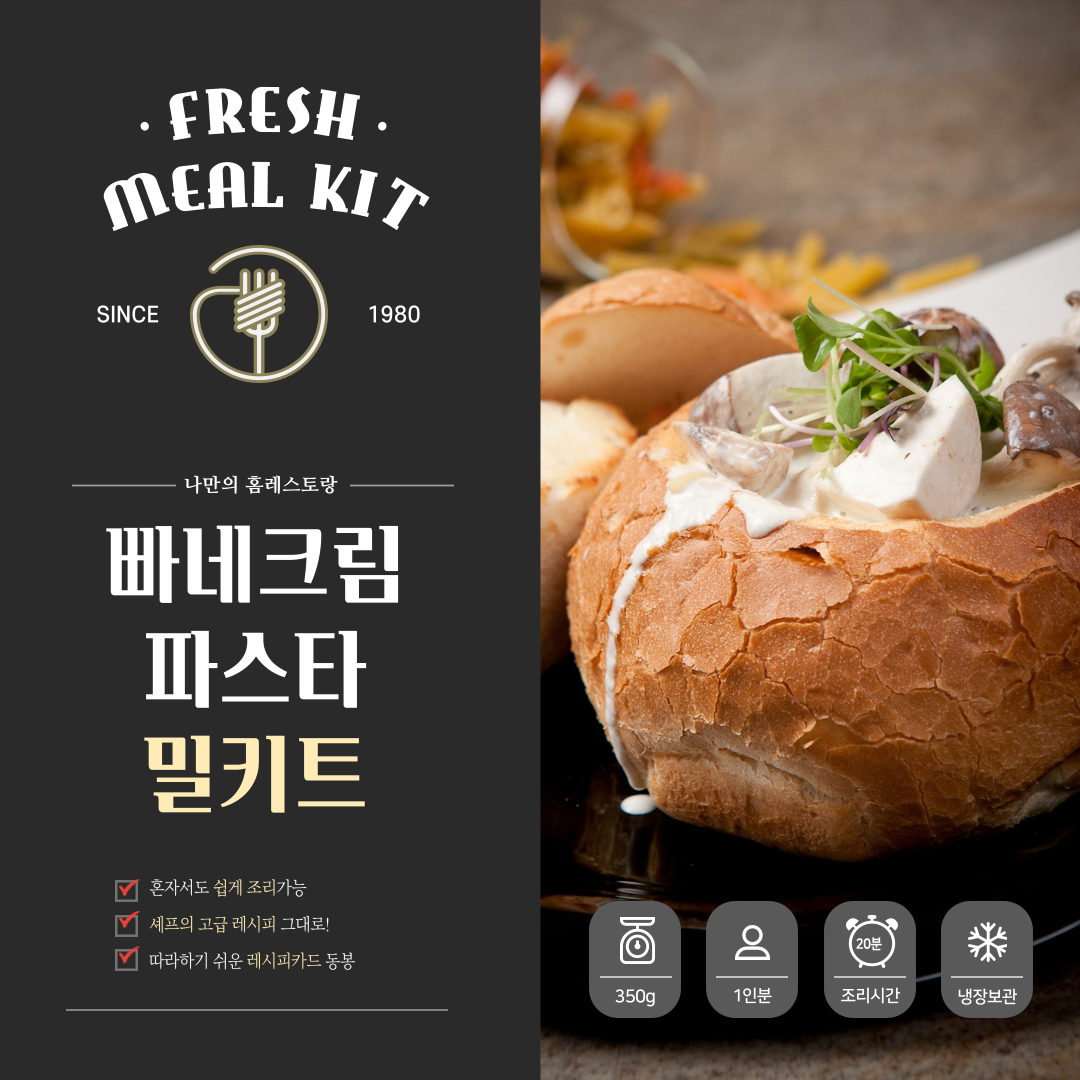 · FRESH ·
MEAL KIT
SINCE 1980
나만의 홈레스토랑
빠네크림
파스타
밀키트
혼자서도 쉽게 조리가능
셰프의 고급 레시피 그대로!
따라하기 쉬운 레시피카드 동봉
350g
1인분
20분
조리시간
냉장보관